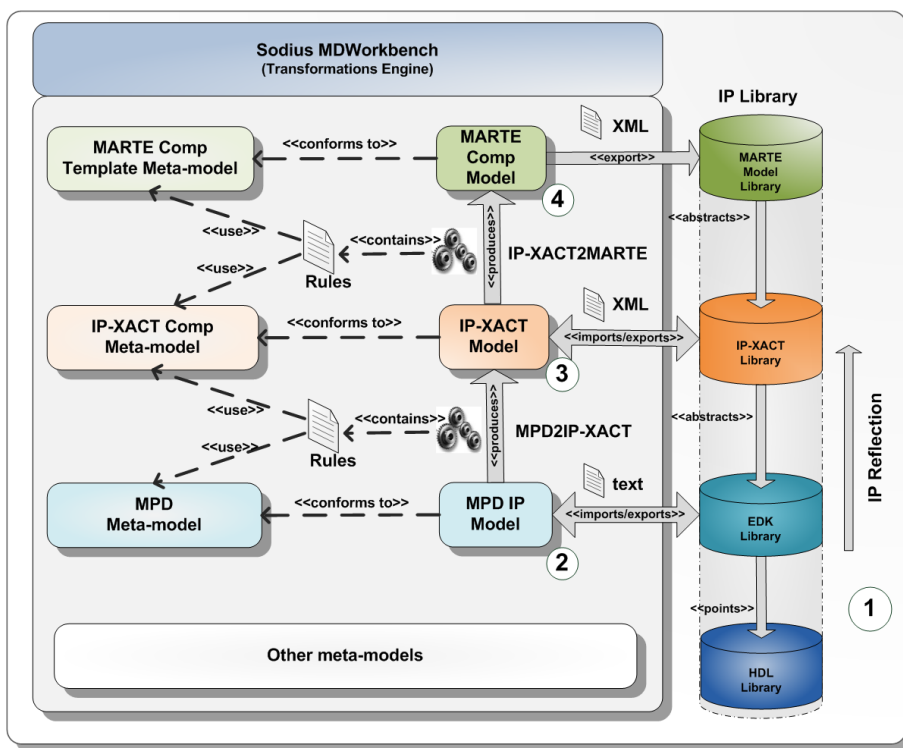 Sodius MDWorkbench
(Transformations Engine)
IP Library
MARTE Comp
Template Meta-model
<<conforms to>>
MARTE
Comp
Model
XML
<<export>>
MARTE
Model
Library
4
<<abstracts>>
<<use>>
Rules
<<contains>>
<<produces>>
IP-XACT2MARTE
<<use>>
IP-XACT Comp
Meta-model
<<conforms to>>
IP-XACT
Model
XML
<<imports/exports>>
IP-XACT
Library
3
<<abstracts>>
<<use>>
Rules
<<contains>>
<<produces>>
MPD2IP-XACT
<<use>>
IP Reflection
MPD
Meta-model
<<conforms to>>
MPD IP
Model
text
<<imports/exports>>
EDK
Library
2
1
<<points>>
Other meta-models
HDL
Library